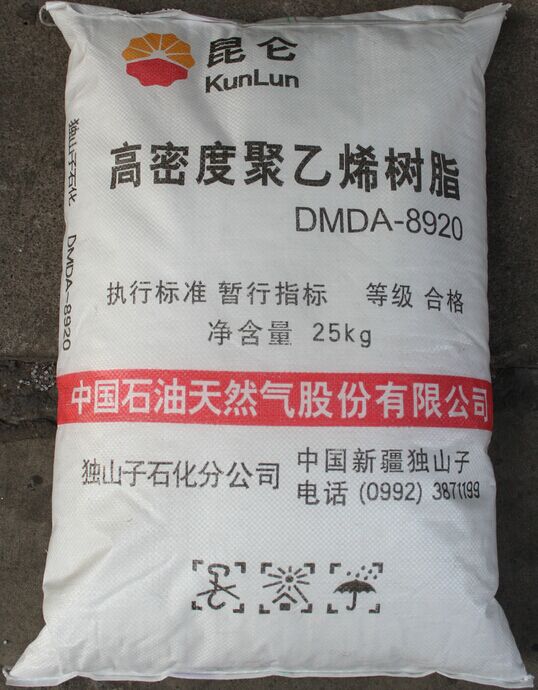 昆仑
KunLun
高密度聚乙烯树脂
DMDA-8920
独山子石化 DMDA-8920
执行标准 暂行指标 等级 合格
净含量 25kg
中国石油天然气股份有限公司
独山子石化分公司
中国新疆独山子
电话 (0992) 3871199